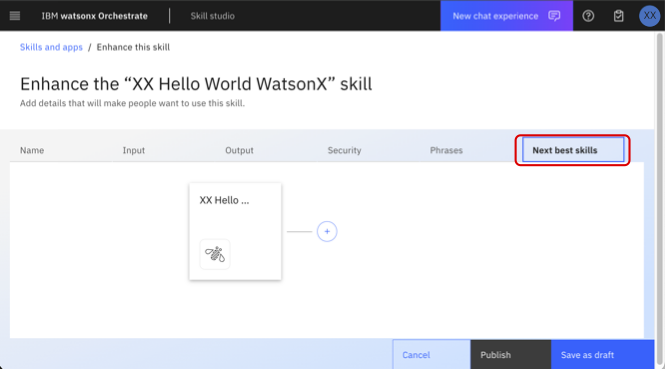 IBM watsonx Orchestrate
Skill studio
New chat experience
XX
Skills and apps / Enhance this skill
Enhance the “XX Hello World WatsonX” skill
Add details that will make people want to use this skill.
Name
Input
Output
Security
Phrases
Next best skills
XX Hello ...
Cancel
Publish
Save as draft